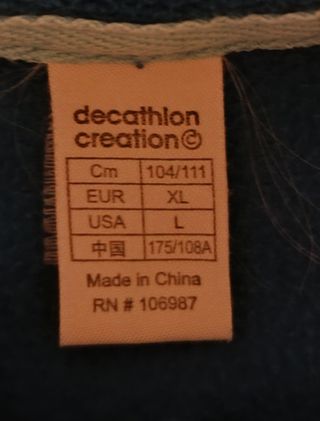 decathlon
creation©
Cm 104/111
EUR XL
USA L
中国 175/108A
Made in China
RN # 106987